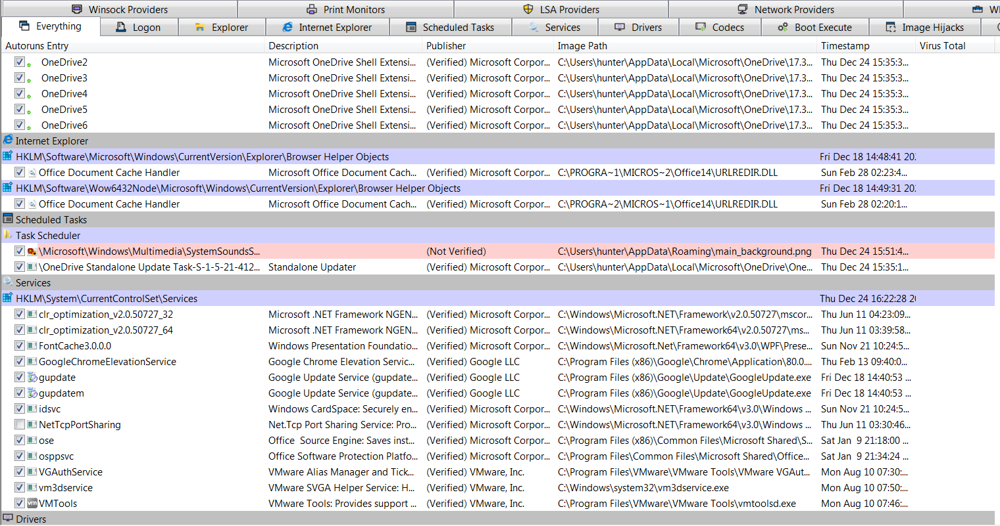 Winsock Providers Print Monitors LSA Providers Network Providers
Everything Logon Explorer Internet Explorer Scheduled Tasks Services Drivers Codecs Boot Execute Image Hijacks
Autoruns Entry Description Publisher Image Path Timestamp Virus Total
OneDrive2 Microsoft OneDrive Shell Extensi... (Verified) Microsoft Corpor... C:\Users\hunter\AppData\Local\Microsoft\OneDrive\17.3... Thu Dec 24 15:35:3...
OneDrive3 Microsoft OneDrive Shell Extensi... (Verified) Microsoft Corpor... C:\Users\hunter\AppData\Local\Microsoft\OneDrive\17.3... Thu Dec 24 15:35:3...
OneDrive4 Microsoft OneDrive Shell Extensi... (Verified) Microsoft Corpor... C:\Users\hunter\AppData\Local\Microsoft\OneDrive\17.3... Thu Dec 24 15:35:3...
OneDrive5 Microsoft OneDrive Shell Extensi... (Verified) Microsoft Corpor... C:\Users\hunter\AppData\Local\Microsoft\OneDrive\17.3... Thu Dec 24 15:35:3...
OneDrive6 Microsoft OneDrive Shell Extensi... (Verified) Microsoft Corpor... C:\Users\hunter\AppData\Local\Microsoft\OneDrive\17.3... Thu Dec 24 15:35:3...
Internet Explorer
HKLM\Software\Microsoft\Windows\CurrentVersion\Explorer\Browser Helper Objects Fri Dec 18 14:48:41 20
Office Document Cache Handler Microsoft Office Document Cach... (Verified) Microsoft Corpor... C:\PROGRA~1\MICROS~2\Office14\URLREDIR.DLL Sun Feb 28 02:23:4...
HKLM\Software\Wow6432Node\Microsoft\Windows\CurrentVersion\Explorer\Browser Helper Objects Fri Dec 18 14:49:31 20
Office Document Cache Handler Microsoft Office Document Cach... (Verified) Microsoft Corpor... C:\PROGRA~2\MICROS~1\Office14\URLREDIR.DLL Sun Feb 28 02:20:1...
Scheduled Tasks
Task Scheduler
\Microsoft\Windows\Multimedia\SystemSoundsS... (Not Verified) C:\Users\hunter\AppData\Roaming\main_background.png Thu Dec 24 15:51:4...
\OneDrive Standalone Update Task-S-1-5-21-412... Standalone Updater (Verified) Microsoft Corpor... C:\Users\hunter\AppData\Local\Microsoft\OneDrive\One... Thu Dec 24 15:35:1...
Services
HKLM\System\CurrentControlSet\Services Thu Dec 24 16:22:28 20
clr_optimization_v2.0.50727_32 Microsoft .NET Framework NGEN... (Verified) Microsoft Corpor... C:\Windows\Microsoft.NET\Framework\v2.0.50727\mscor... Thu Jun 11 04:23:09...
clr_optimization_v2.0.50727_64 Microsoft .NET Framework NGEN... (Verified) Microsoft Corpor... C:\Windows\Microsoft.NET\Framework64\v2.0.50727\ms... Thu Jun 11 03:39:58...
FontCache3.0.0.0 Windows Presentation Foundatio... (Verified) Microsoft Corpor... C:\Windows\Microsoft.Net\Framework64\v3.0\WPF\Prese... Sun Nov 21 10:24:5...
GoogleChromeElevationService Google Chrome Elevation Servic... (Verified) Google LLC C:\Program Files (x86)\Google\Chrome\Application\80.0.... Thu Feb 13 09:40:0...
gupdate Google Update Service (gupdate... (Verified) Google LLC C:\Program Files (x86)\Google\Update\GoogleUpdate.exe Fri Dec 18 14:40:53 ...
gupdatem Google Update Service (gupdate... (Verified) Google LLC C:\Program Files (x86)\Google\Update\GoogleUpdate.exe Fri Dec 18 14:40:53 ...
idsvc Windows CardSpace: Securely en... (Verified) Microsoft Corpor... C:\Windows\Microsoft.NET\Framework64\v3.0\Windows ... Sun Nov 21 10:24:5...
NetTcpPortSharing Net.Tcp Port Sharing Service: Pro... (Verified) Microsoft Corpor... C:\Windows\Microsoft.NET\Framework64\v3.0\Windows ... Thu Jun 11 03:30:46...
ose Office  Source Engine: Saves inst... (Verified) Microsoft Corpor... C:\Program Files (x86)\Common Files\Microsoft Shared\S... Sat Jan  9 21:18:00 ...
osppsvc Office Software Protection Platfo... (Verified) Microsoft Corpor... C:\Program Files\Common Files\Microsoft Shared\Office... Sat Jan  9 21:34:24 ...
VGAuthService VMware Alias Manager and Tick... (Verified) VMware, Inc. C:\Program Files\VMware\VMware Tools\VMware VGAut... Mon Aug 10 07:30:...
vm3dservice VMware SVGA Helper Service: H... (Verified) VMware, Inc. C:\Windows\system32\vm3dservice.exe Mon Aug 10 07:50:...
vm VMTools VMware Tools: Provides support ... (Verified) VMware, Inc. C:\Program Files\VMware\VMware Tools\vmtoolsd.exe Mon Aug 10 07:46:...
Drivers